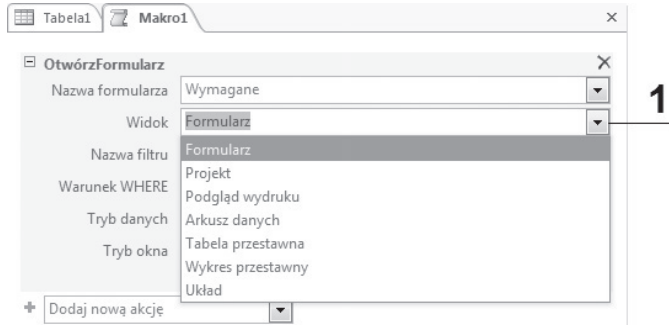 Tabela1 Makro1
OtwórzFormularz
Nazwa formularza Wymagane
Widok Formularz
1
Nazwa filtru Formularz
Projekt
Warunek WHERE Podgląd wydruku
Tryb danych Arkusz danych
Tabela przestawna
Tryb okna Wykres przestawny
Układ
Dodaj nową akcję